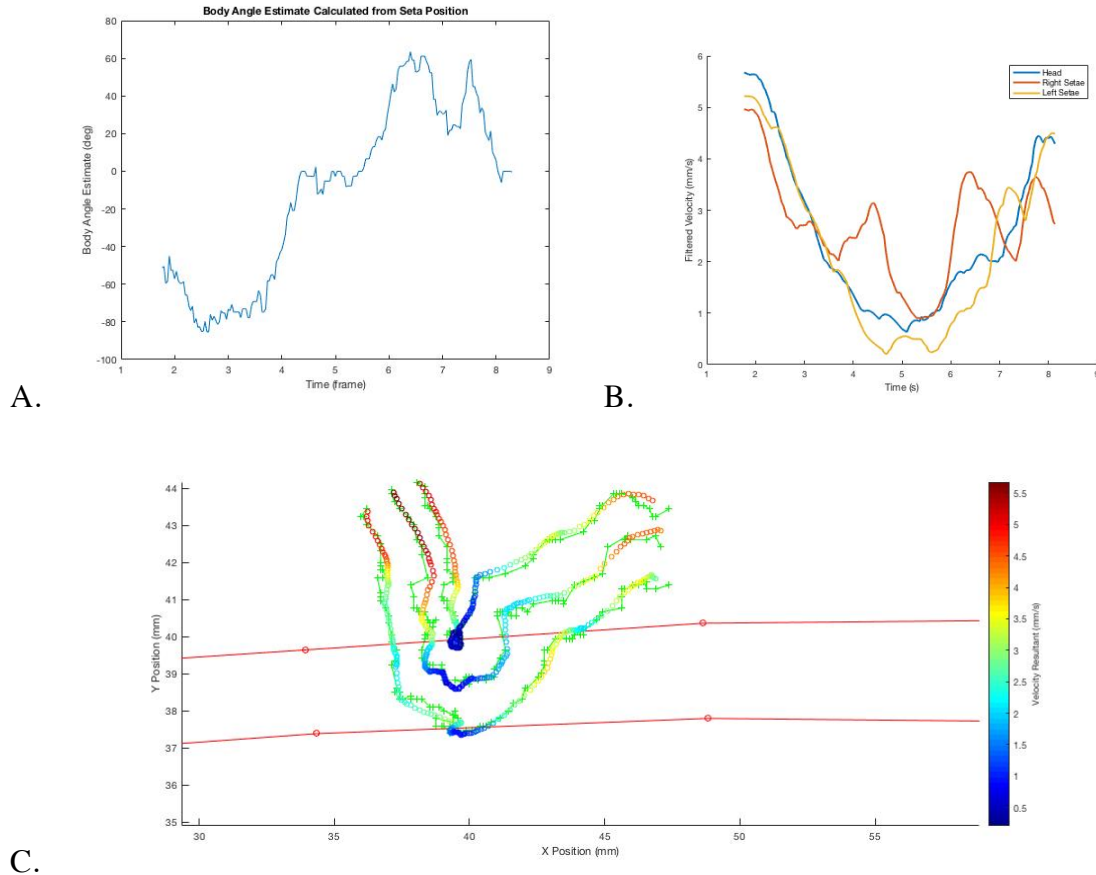 Body Angle Estimate Calculated from Seta Position
80
60
40
20
0
-20
-40
-60
-80
-100
Body Angle Estimate (deg)
1 2 3 4 5 6 7 8 9
Time (frame)
A.
6
5
4
3
2
1
0
Filtered Velocity (mm/s)
Head
Right Setae
Left Setae
1 2 3 4 5 6 7 8 9
Time (s)
B.
44
43
42
41
40
39
38
37
36
35
Y Position (mm)
30 35 40 45 50 55
X Position (mm)
5.5
5
4.5
4
3.5
3
2.5
2
1.5
1
0.5
Velocity Resultant (mm/s)
C.